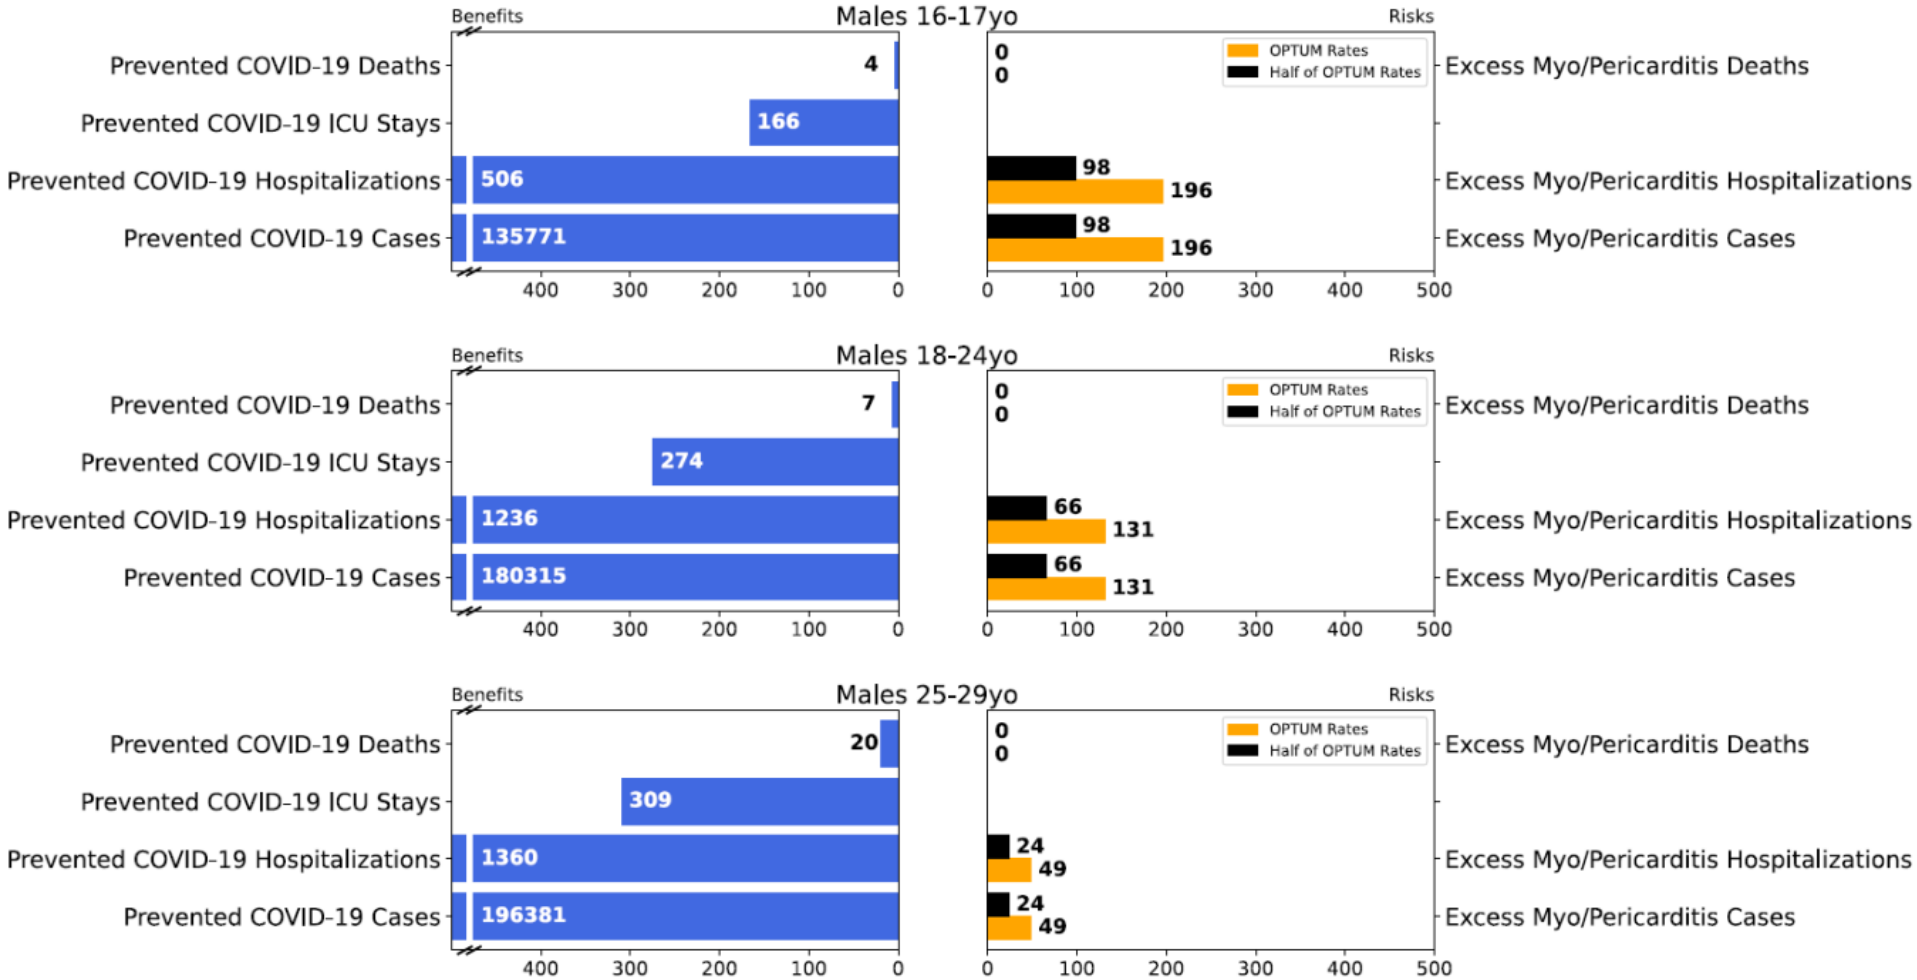 Benefits Males 16-17yo Risks
Prevented COVID-19 Deaths 4 0 OPTUM Rates Excess Myo/Pericarditis Deaths
0 Half of OPTUM Rates
Prevented COVID-19 ICU Stays 166
Prevented COVID-19 Hospitalizations 506 98 Excess Myo/Pericarditis Hospitalizations
196
Prevented COVID-19 Cases 135771 98 Excess Myo/Pericarditis Cases
196
400 300 200 100 0 0 100 200 300 400 500
Benefits Males 18-24yo Risks
Prevented COVID-19 Deaths 7 0 OPTUM Rates Excess Myo/Pericarditis Deaths
0 Half of OPTUM Rates
Prevented COVID-19 ICU Stays 274
Prevented COVID-19 Hospitalizations 1236 66 Excess Myo/Pericarditis Hospitalizations
131
Prevented COVID-19 Cases 180315 66 Excess Myo/Pericarditis Cases
131
400 300 200 100 0 0 100 200 300 400 500
Benefits Males 25-29yo Risks
Prevented COVID-19 Deaths 20 0 OPTUM Rates Excess Myo/Pericarditis Deaths
0 Half of OPTUM Rates
Prevented COVID-19 ICU Stays 309
Prevented COVID-19 Hospitalizations 1360 24 Excess Myo/Pericarditis Hospitalizations
49
Prevented COVID-19 Cases 196381 24 Excess Myo/Pericarditis Cases
49
400 300 200 100 0 0 100 200 300 400 500